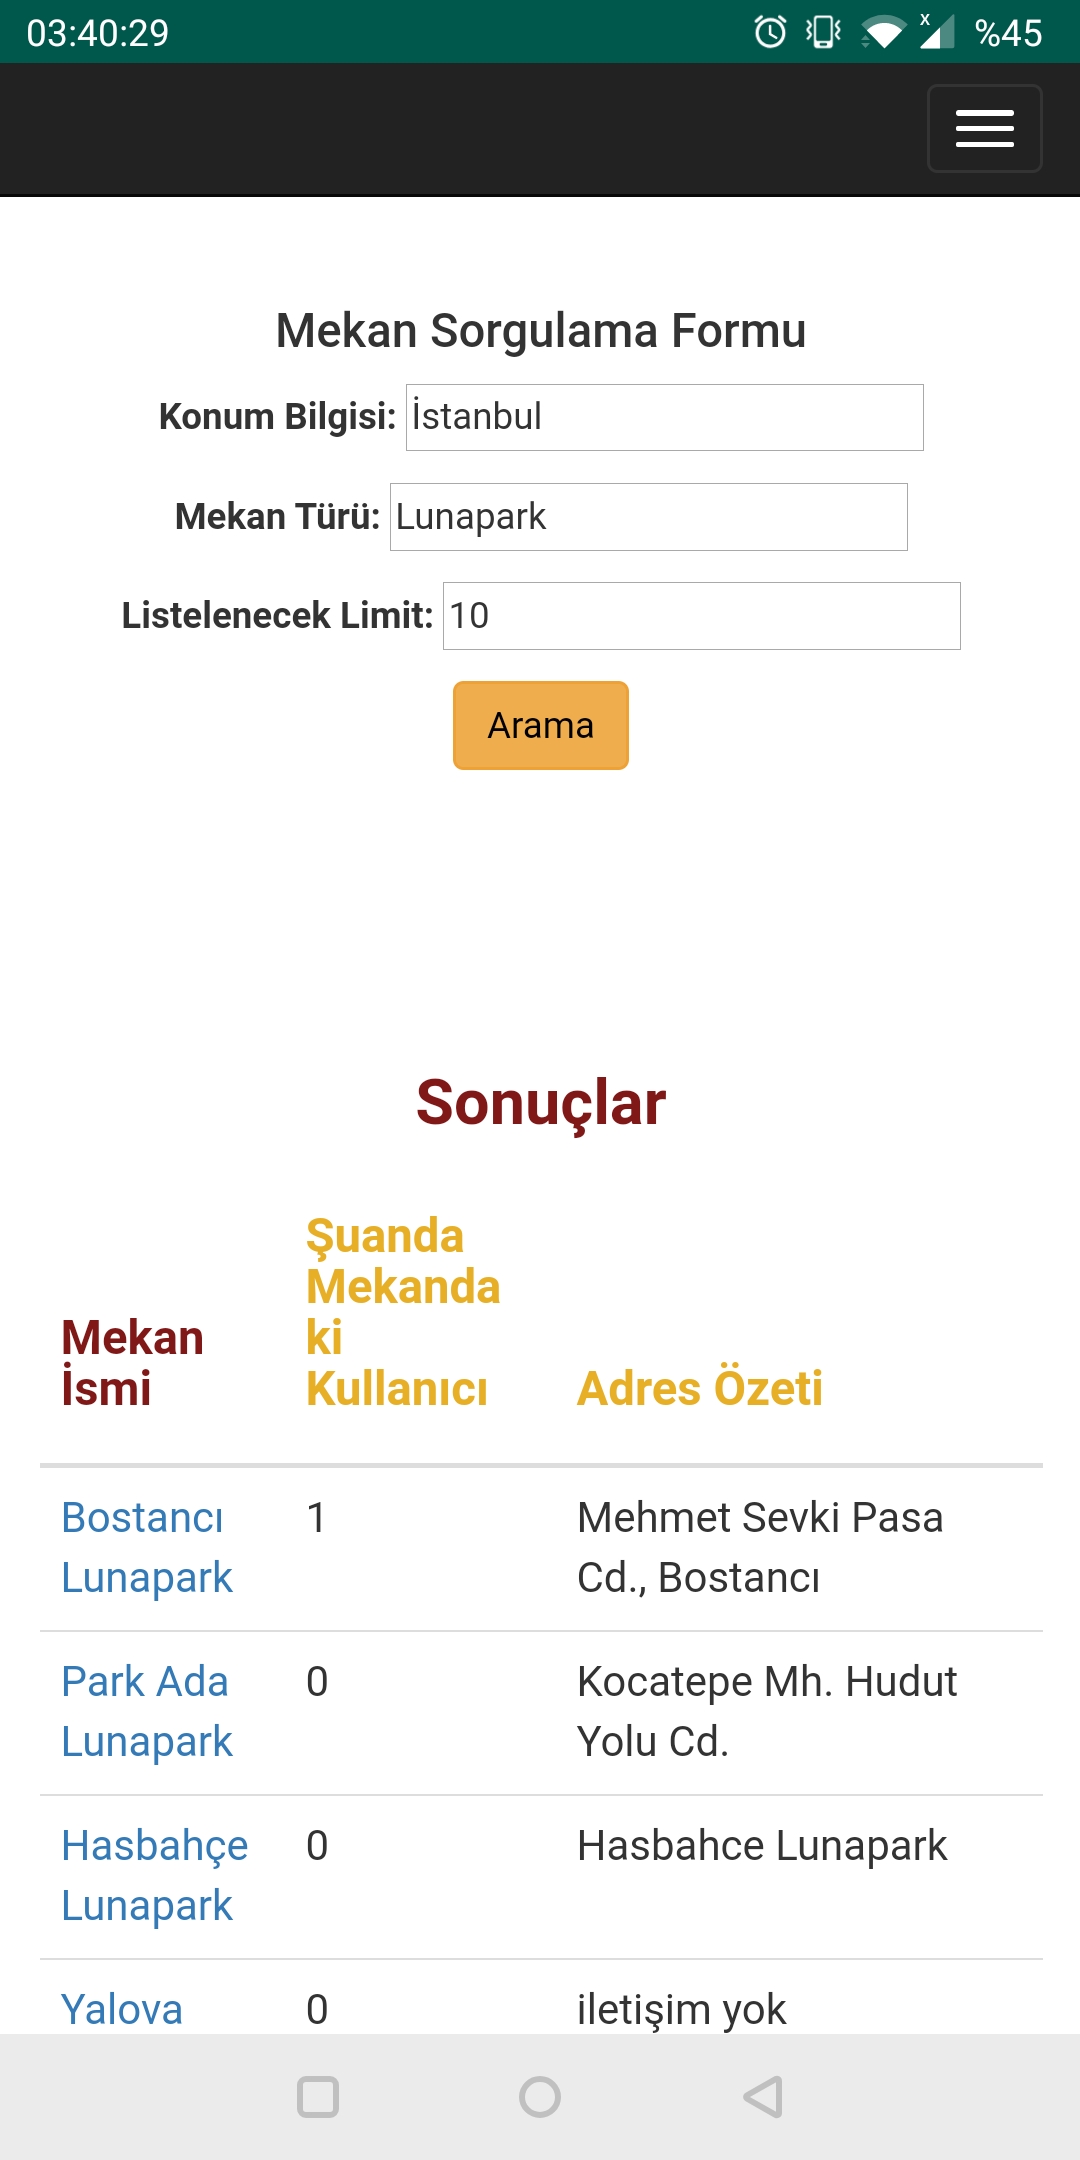 03:40:29
x
%45
Mekan Sorgulama Formu
Konum Bilgisi: İstanbul
Mekan Türü: Lunapark
Listelenecek Limit: 10
Arama
Sonuçlar
Mekan
İsmi
Şuanda
Mekanda
ki
Kullanıcı
Adres Özeti
Bostancı
Lunapark
1
Mehmet Sevki Pasa
Cd., Bostancı
Park Ada
Lunapark
0
Kocatepe Mh. Hudut
Yolu Cd.
Hasbahçe
Lunapark
0
Hasbahce Lunapark
Yalova
0
iletişim yok